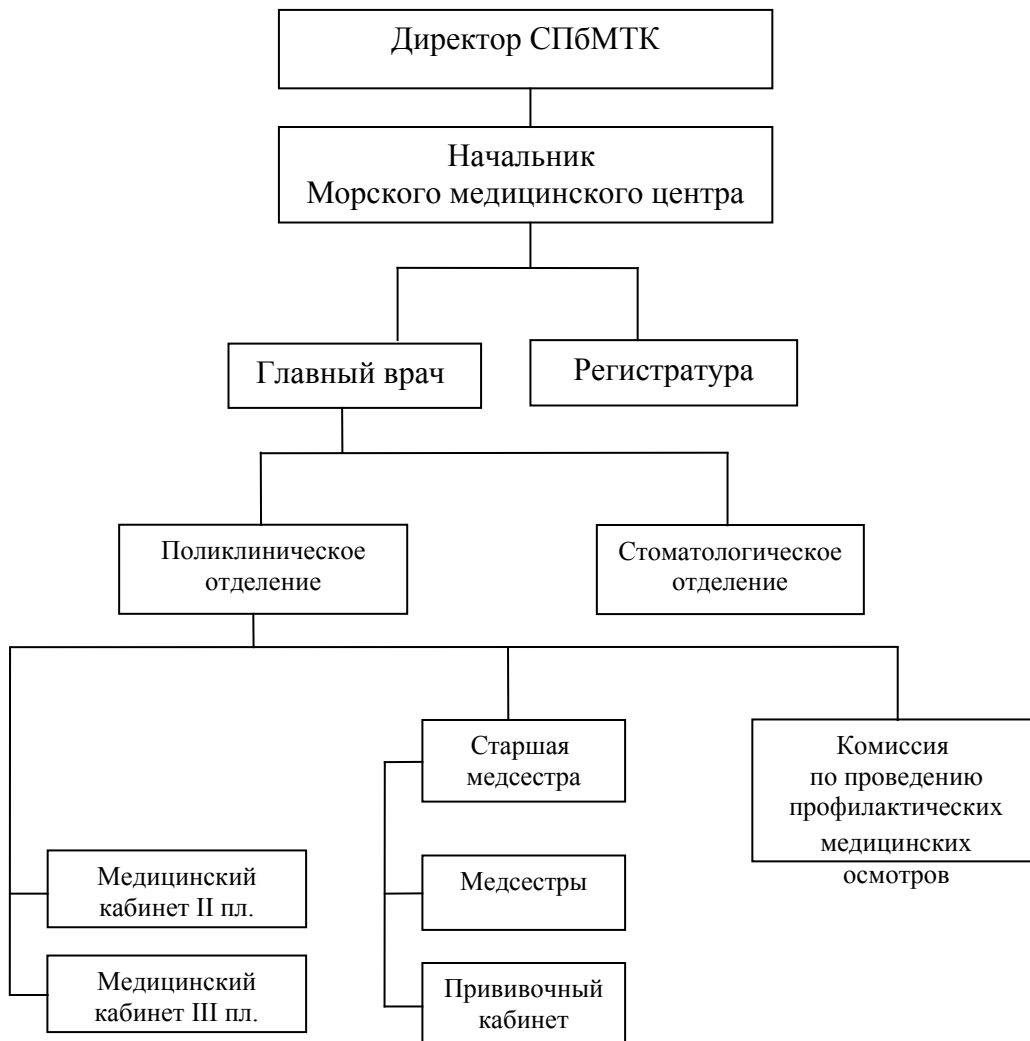 Директор СПбМТК
Начальник
Морского медицинского центра
Главный врач
Регистратура
Поликлиническое
отделение
Стоматологическое
отделение
Старшая
медсестра
Комиссия
по проведению
профилактических
медицинских
осмотров
Медицинский
кабинет II пл.
Медсестры
Медицинский
кабинет III пл.
Прививочный
кабинет